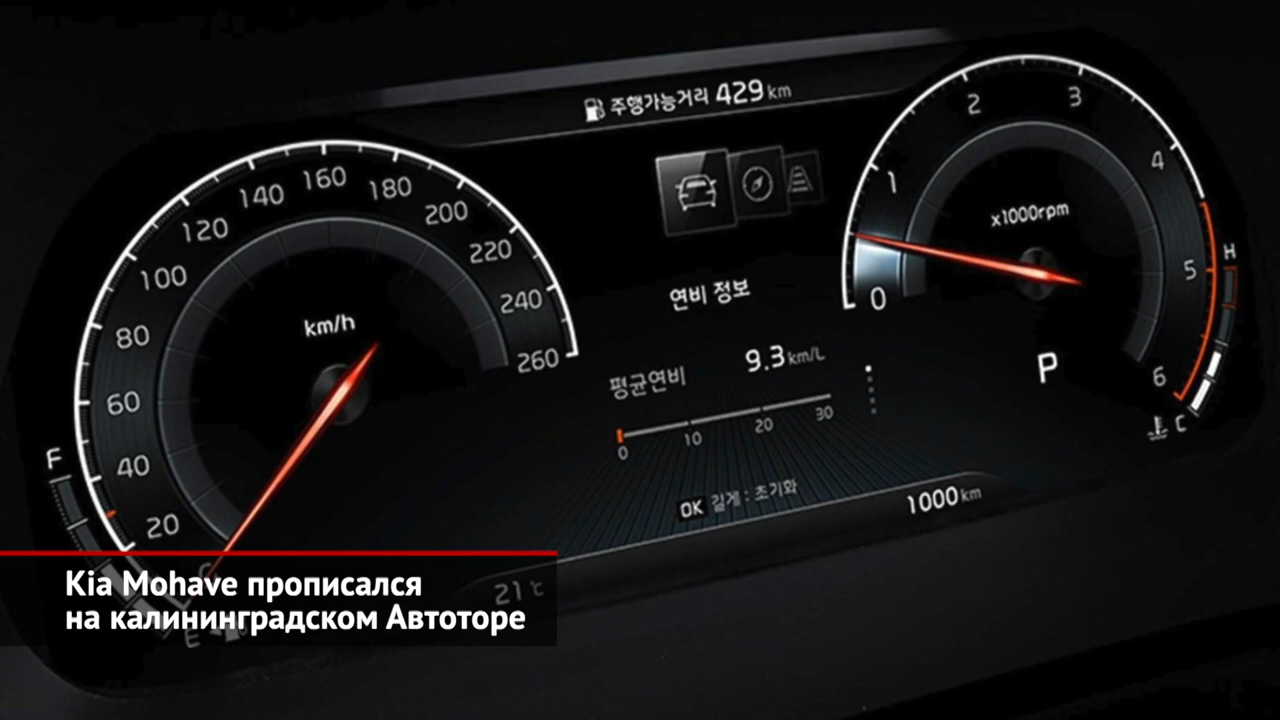 주행가능거리 429 km
160
140
180
120
200
100
220
80
240
260
60
40
20
km/h
F
E
연비 정보
평균연비 9.3 km/L
0 10 20 30
OK 길게 : 초기화
1000 km
21 ℃
2 3
1 4
x1000rpm
0 5
6
P
H
C
Kia Mohave прописался
на калининградском Автоторе